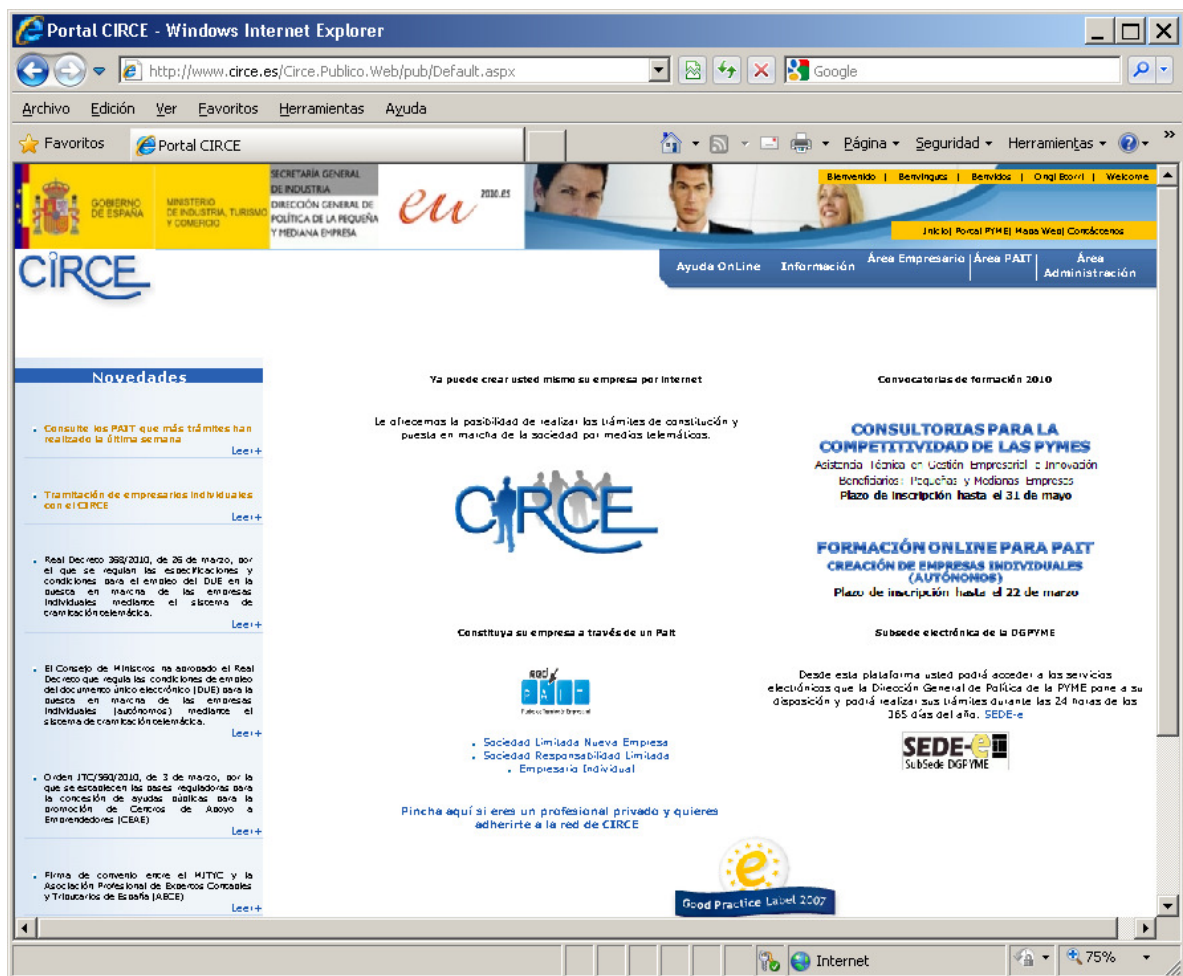 Portal CIRCE - Windows Internet Explorer
http://www.circe.es/Circe.Publico.Web/pub/Default.aspx
Google
Archivo Edición Ver Favoritos Herramientas Ayuda
Favoritos Portal CIRCE
Página Seguridad Herramientas
GOBIERNO
DE ESPAÑA
MINISTERIO
DE INDUSTRIA, TURISMO
Y COMERCIO
SECRETARÍA GENERAL
DE INDUSTRIA
DIRECCIÓN GENERAL DE
POLÍTICA DE LA PEQUEÑA
Y MEDIANA EMPRESA
eu 2010.es
Bienvenido | Benvinguts | Benvidos | Ongi Etorri | Welcome
Inicio| Portal PYME| Mapa Web| Contáctenos
CIRCE
Ayuda OnLine Información Área Empresario | Área PAIT | Área
Administración
Novedades
Consulte los PAIT que más trámites han
realizado la última semana
Leer+
Tramitación de empresarios individuales
con el CIRCE
Leer+
Real Decreto 368/2010, de 26 de marzo, por
el que se regulan las especificaciones y
condiciones para el empleo del DUE en la
puesta en marcha de las empresas
individuales mediante el sistema de
tramitación telemática.
Leer+
El Consejo de Ministros ha aprobado el Real
Decreto que regula las condiciones de empleo
del documento único electrónico (DUE) para la
puesta en marcha de las empresas
individuales (autónomos) mediante el
sistema de tramitación telemática.
Leer+
Orden ITC/560/2010, de 3 de marzo, por la
que se establecen las bases reguladoras para
la concesión de ayudas públicas para la
promoción de Centros de Apoyo a
Emprendedores (CEAE)
Leer+
Firma de convenio entre el MITYC y la
Asociación Profesional de Expertos Contables
y Tributarios de España (AECE)
Leer+
Ya puede crear usted mismo su empresa por internet
Le ofrecemos la posibilidad de realizar los trámites de constitución y
puesta en marcha de la sociedad por medios telemáticos.
CIRCE
Constituya su empresa a través de un Pait
Red
PAIT
Sociedad Limitada Nueva Empresa
Sociedad Responsabilidad Limitada
Empresario Individual
Pincha aquí si eres un profesional privado y quieres
adherirte a la red de CIRCE
Convocatorias de formación 2010
CONSULTORIAS PARA LA
COMPETITIVIDAD DE LAS PYMES
Asistencia Técnica en Gestión Empresarial e Innovación
Beneficiarios: Pequeñas y Medianas Empresas
Plazo de inscripción hasta el 31 de mayo
FORMACIÓN ONLINE PARA PAIT
CREACIÓN DE EMPRESAS INDIVIDUALES
(AUTÓNOMOS)
Plazo de inscripción hasta el 22 de marzo
Subsede electrónica de la DGPYME
Desde esta plataforma usted podrá acceder a los servicios
electrónicos que la Dirección General de Política de la PYME pone a su
disposición y podrá realizar sus trámites durante las 24 horas de los
365 días del año. SEDE-e
SEDE-e
SubSede DGPYME
e
Good Practice Label 2007
Internet
75%